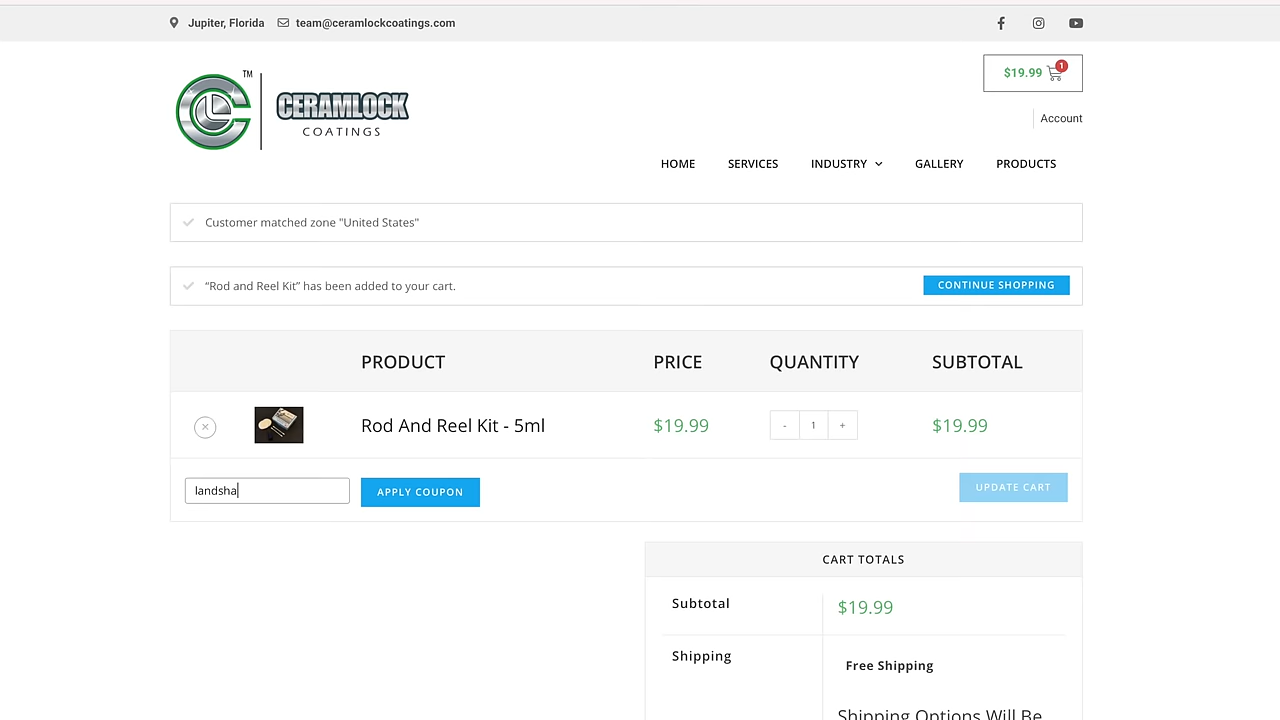 Jupiter, Florida team@ceramlockcoatings.com
$19.99 1
TM
CERAMLOCK
COATINGS
Account
HOME SERVICES INDUSTRY GALLERY PRODUCTS
Customer matched zone "United States"
“Rod and Reel Kit” has been added to your cart. CONTINUE SHOPPING
PRODUCT PRICE QUANTITY SUBTOTAL
× Rod And Reel Kit - 5ml $19.99 - 1 + $19.99
landsha APPLY COUPON UPDATE CART
CART TOTALS
Subtotal $19.99
Shipping Free Shipping
Shipping Options Will Be